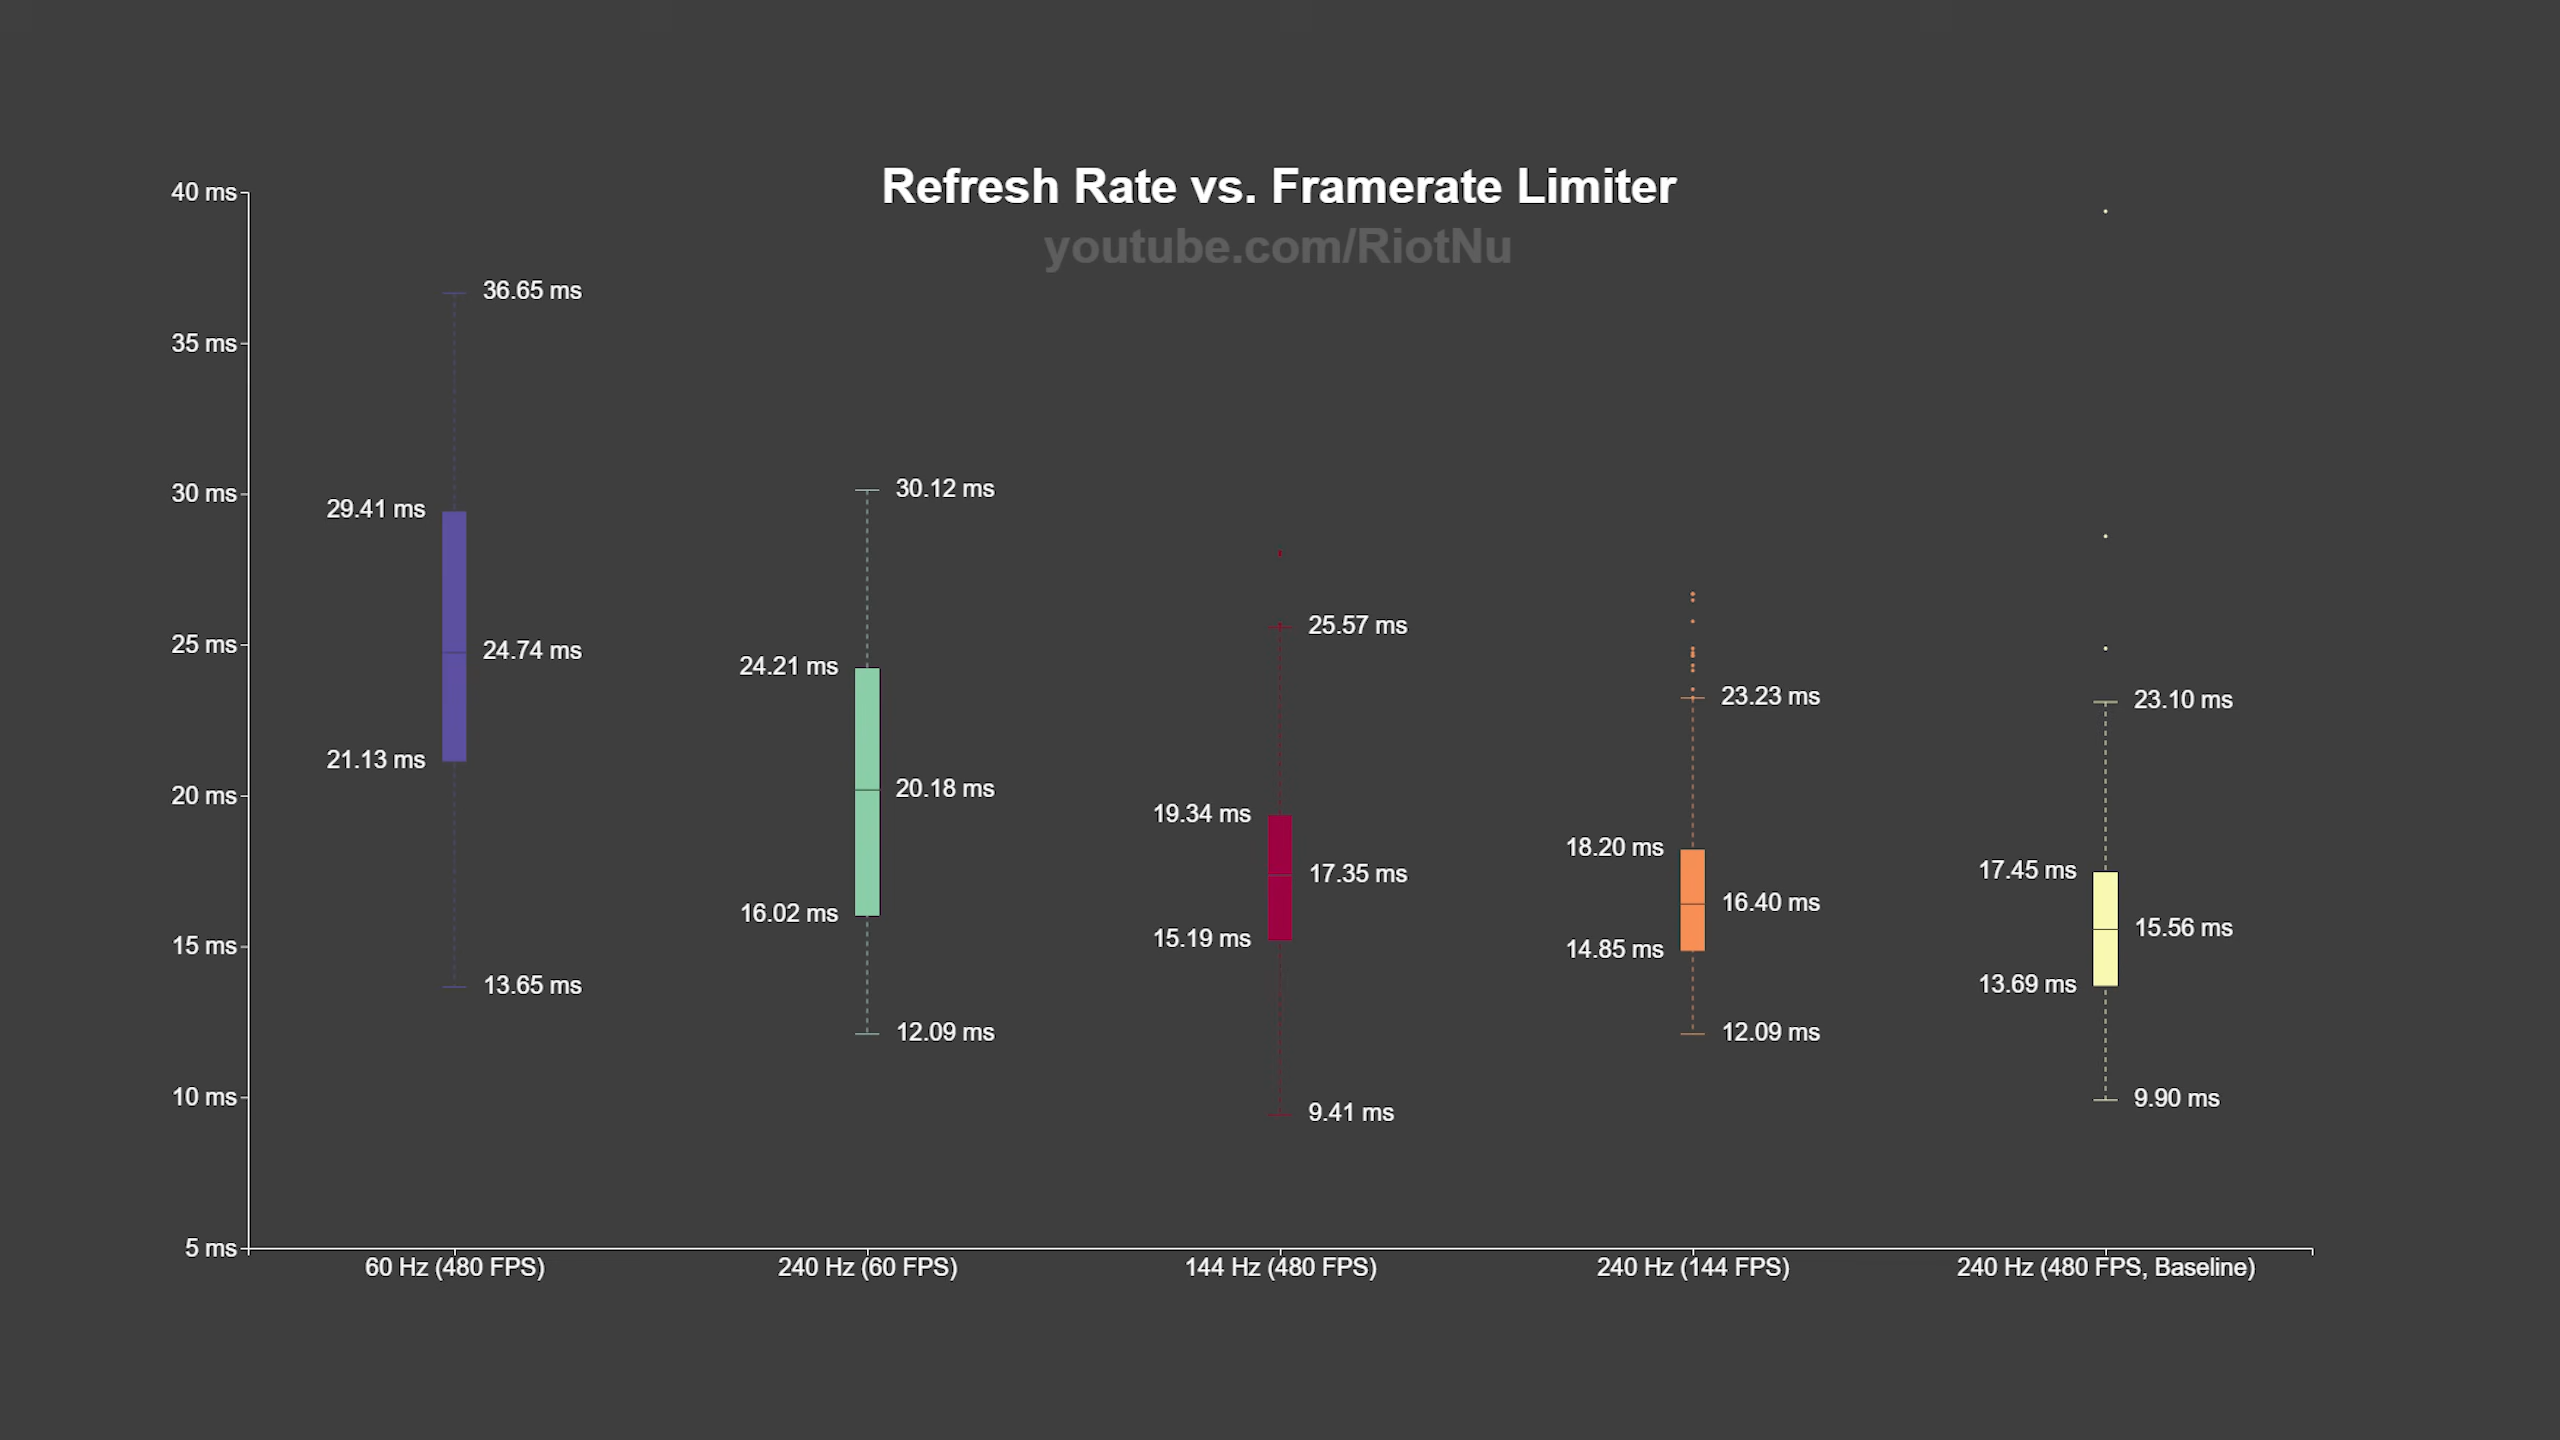 Refresh Rate vs. Framerate Limiter
youtube.com/RiotNu
40 ms
35 ms
30 ms
25 ms
20 ms
15 ms
10 ms
5 ms
36.65 ms
29.41 ms
24.74 ms
21.13 ms
13.65 ms
30.12 ms
24.21 ms
20.18 ms
16.02 ms
12.09 ms
25.57 ms
19.34 ms
17.35 ms
15.19 ms
9.41 ms
23.23 ms
18.20 ms
16.40 ms
14.85 ms
12.09 ms
23.10 ms
17.45 ms
15.56 ms
13.69 ms
9.90 ms
60 Hz (480 FPS)
240 Hz (60 FPS)
144 Hz (480 FPS)
240 Hz (144 FPS)
240 Hz (480 FPS, Baseline)